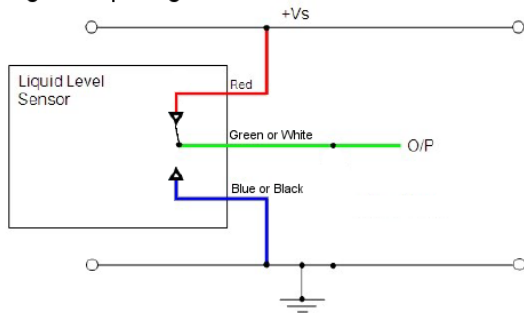 +Vs
Liquid Level
Sensor
Red
Green or White
O/P
Blue or Black